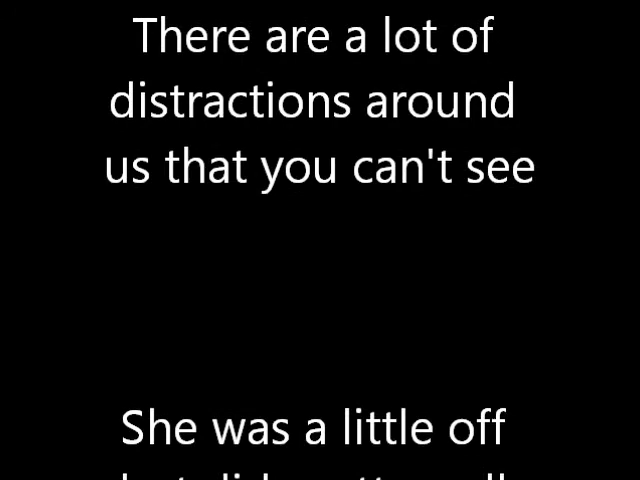 There are a lot of
distractions around
us that you can't see
She was a little off